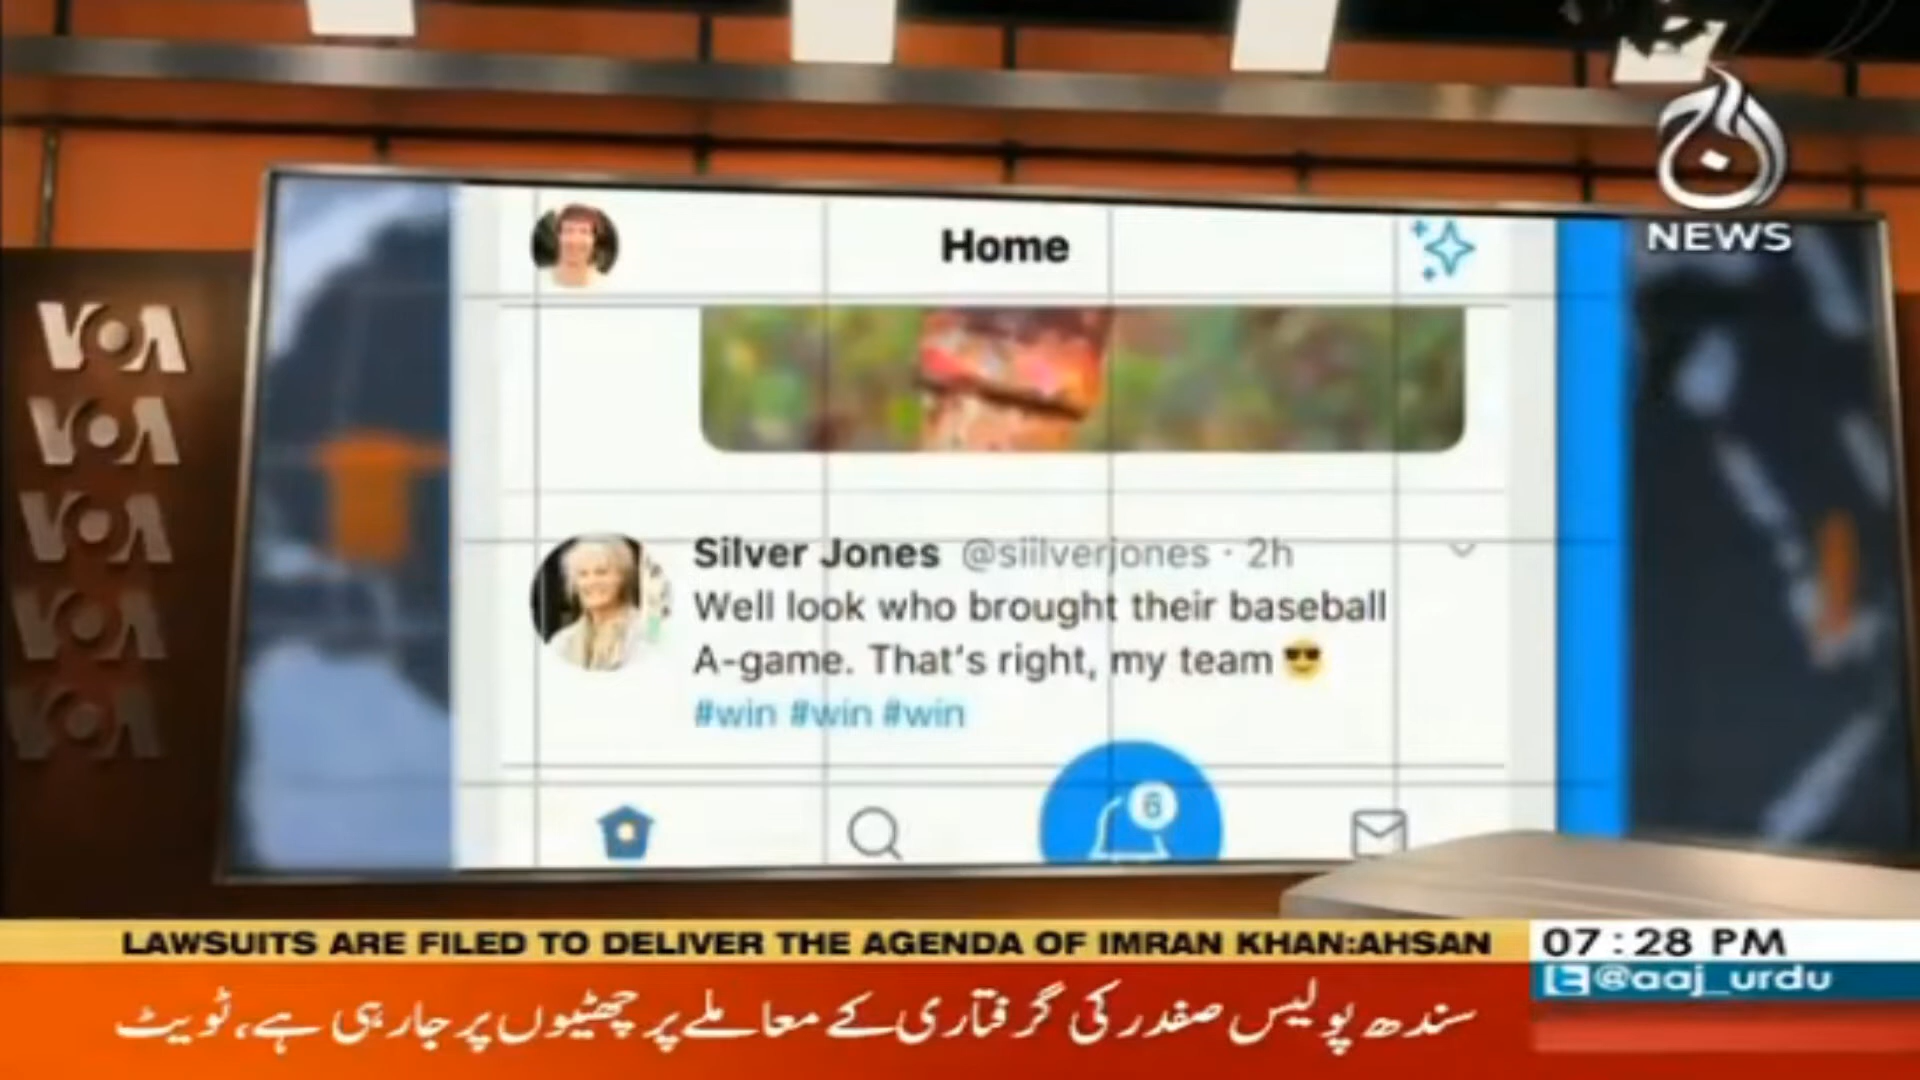 آج
NEWS
VOA
VOA
VOA
VOA
VOA
Home
Silver Jones @siilverjones · 2h
Well look who brought their baseball
A-game. That's right, my team 😎
#win #win #win
6
LAWSUITS ARE FILED TO DELIVER THE AGENDA OF IMRAN KHAN:AHSAN
07:28 PM
@aaj_urdu
سندھ پولیس صفدر کی گرفتاری کے معاملے پر چھٹیوں پر جارہی ہے، ٹویٹ